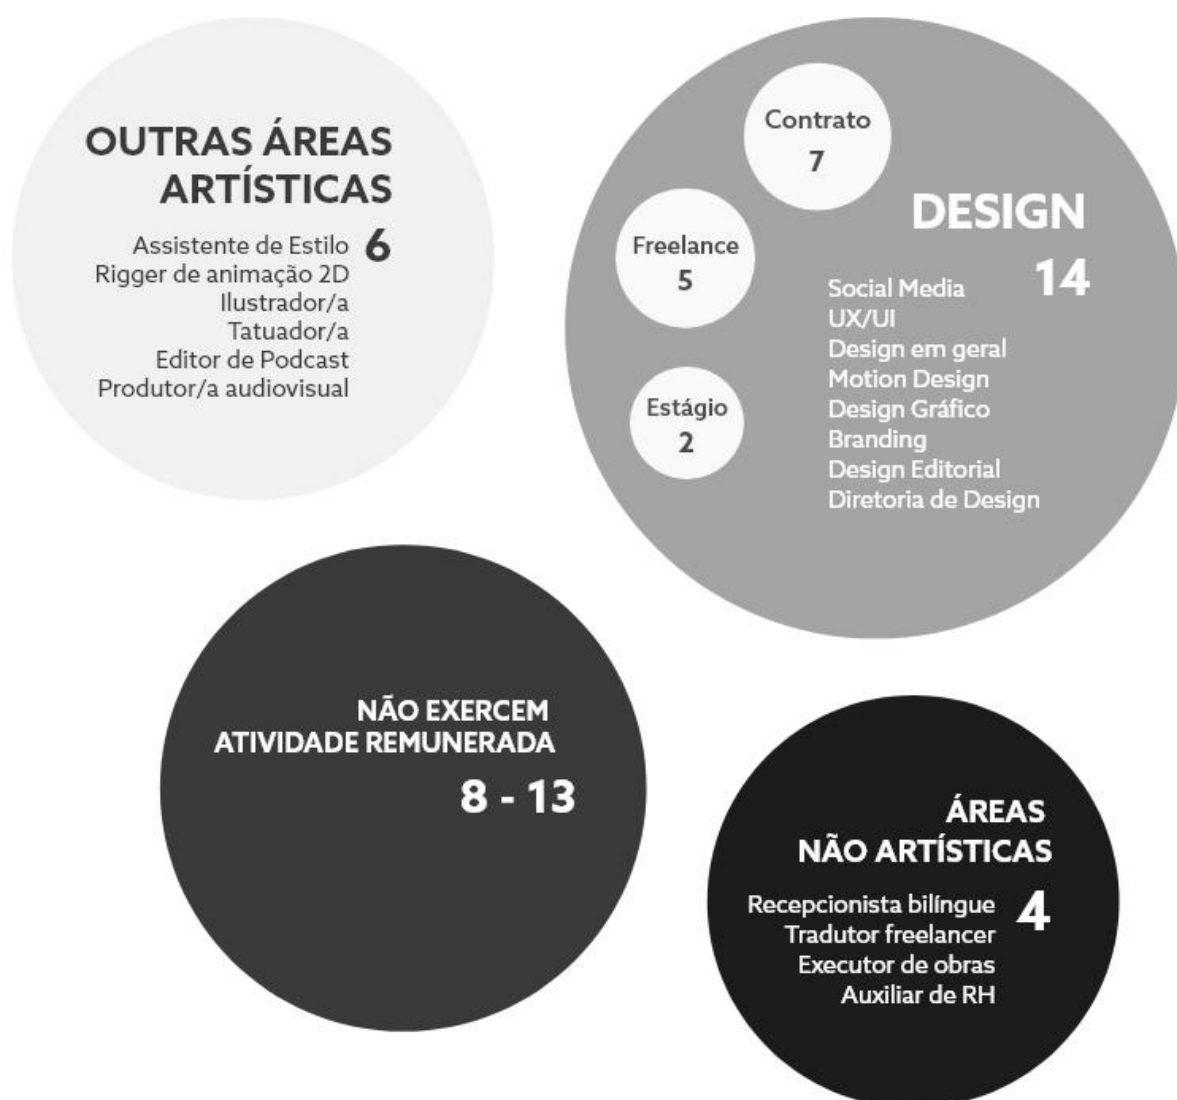 OUTRAS ÁREAS
ARTÍSTICAS
6
Assistente de Estilo
Rigger de animação 2D
Ilustrador/a
Tatuador/a
Editor de Podcast
Produtor/a audiovisual
Contrato
7
Freelance
5
Estágio
2
DESIGN
14
Social Media
UX/UI
Design em geral
Motion Design
Design Gráfico
Branding
Design Editorial
Diretoria de Design
NÃO EXERCEM
ATIVIDADE REMUNERADA
8 - 13
ÁREAS
NÃO ARTÍSTICAS
4
Recepcionista bilíngue
Tradutor freelancer
Executor de obras
Auxiliar de RH